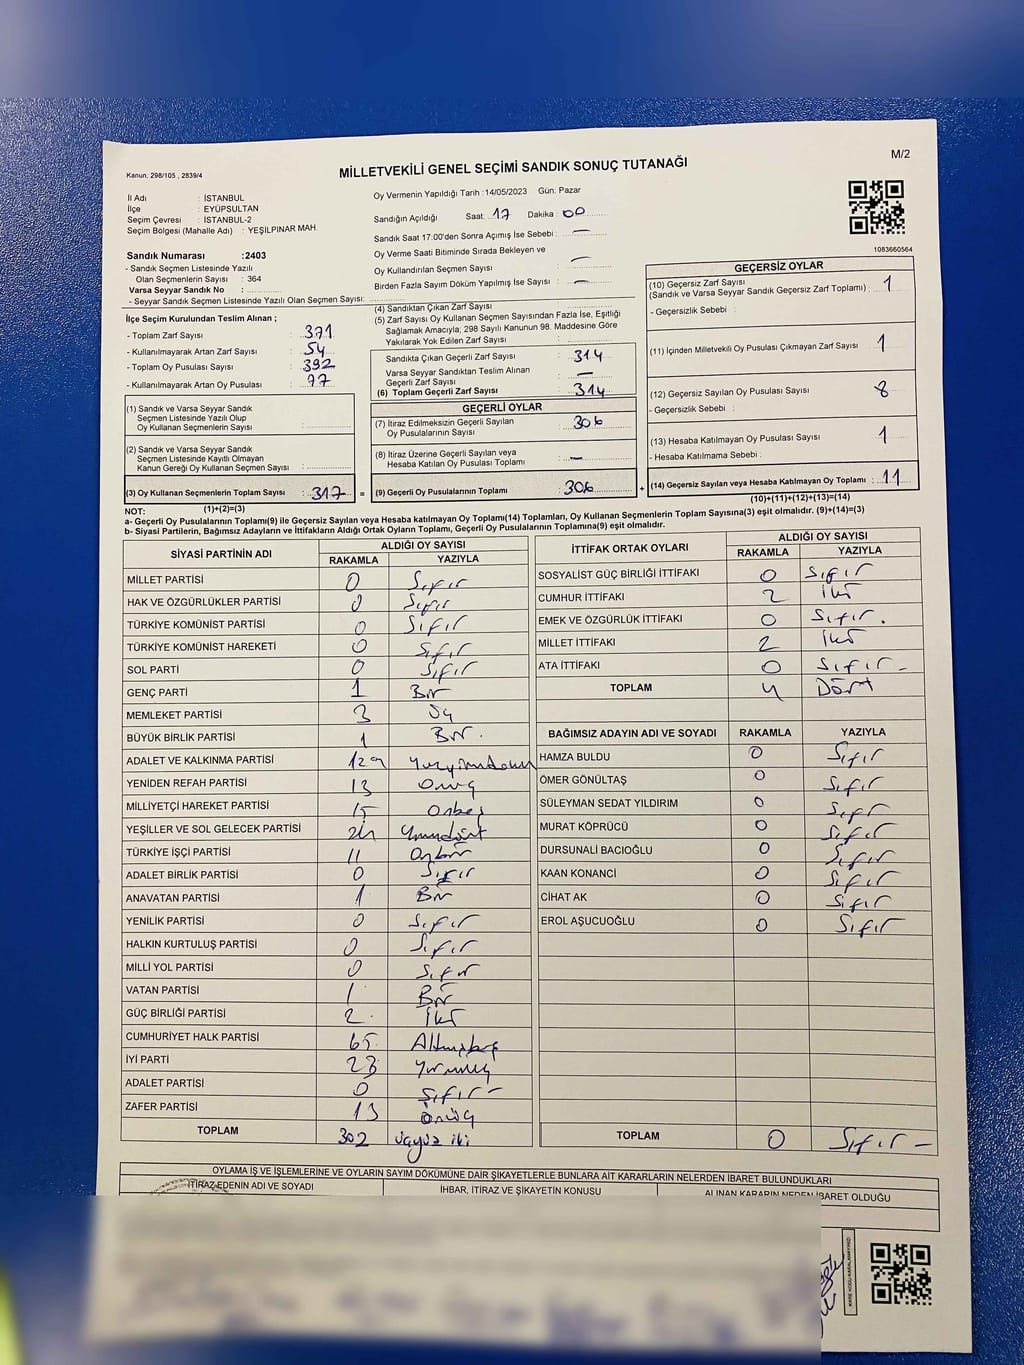 M/2
Kanun, 298/105 , 2839/4
MİLLETVEKİLİ GENEL SEÇİMİ SANDIK SONUÇ TUTANAĞI
İl Adı : İSTANBUL
İlçe : EYÜPSULTAN
Seçim Çevresi : İSTANBUL-2
Seçim Bölgesi (Mahalle Adı) : YEŞİLPINAR MAH
Sandık Numarası :2403
- Sandık Seçmen Listesinde Yazılı
Olan Seçmenlerin Sayısı : 364
Varsa Seyyar Sandık No :
- Seyyar Sandık Seçmen Listesinde Yazılı Olan Seçmen Sayısı:
Oy Vermenin Yapıldığı Tarih :14/05/2023 Gün: Pazar
Sandığın Açıldığı Saat: 17 Dakika : 00
Sandık Saat 17:00'den Sonra Açımış İse Sebebi : —
Oy Verme Saati Bitiminde Sırada Bekleyen ve
Oy Kullandırılan Seçmen Sayısı —
Birden Fazla Sayım Döküm Yapılmış İse Sayısı : —
1083660564
İlçe Seçim Kurulundan Teslim Alınan ;
- Toplam Zarf Sayısı : 371
- Kullanılmayarak Artan Zarf Sayısı : 54
- Toplam Oy Pusulası Sayısı : 392
- Kullanılmayarak Artan Oy Pusulası : 77
(1) Sandık ve Varsa Seyyar Sandık
Seçmen Listesinde Yazılı Olup
Oy Kullanan Seçmenlerin Sayısı :
(2) Sandık ve Varsa Seyyar Sandık
Seçmen Listesinde Kayıtlı Olmayan
Kanun Gereği Oy Kullanan Seçmen Sayısı :
(3) Oy Kullanan Seçmenlerin Toplam Sayısı : 317 =
(1)+(2)=(3)
(4) Sandıktan Çıkan Zarf Sayısı :
(5) Zarf Sayısı Oy Kullanan Seçmen Sayısından Fazla İse, Eşitliği
Sağlamak Amacıyla; 298 Sayılı Kanunun 98. Maddesine Göre
Yakılarak Yok Edilen Zarf Sayısı :
Sandıkta Çıkan Geçerli Zarf Sayısı : 314
Varsa Seyyar Sandıktan Teslim Alınan
Geçerli Zarf Sayısı : —
(6) Toplam Geçerli Zarf Sayısı : 314
GEÇERLİ OYLAR
(7) İtiraz Edilmeksizin Geçerli Sayılan
Oy Pusulalarının Sayısı : 306
(8) İtiraz Üzerine Geçerli Sayılan veya
Hesaba Katılan Oy Pusulası Toplamı : —
(9) Geçerli Oy Pusulalarının Toplamı : 306 +
GEÇERSİZ OYLAR
(10) Geçersiz Zarf Sayısı
(Sandık ve Varsa Seyyar Sandık Geçersiz Zarf Toplamı) : 1
- Geçersizlik Sebebi :
(11) İçinden Milletvekili Oy Pusulası Çıkmayan Zarf Sayısı : 1
(12) Geçersiz Sayılan Oy Pusulası Sayısı : 8
- Geçersizlik Sebebi :
(13) Hesaba Katılmayan Oy Pusulası Sayısı : 1
- Hesaba Katılmama Sebebi :
(14) Geçersiz Sayılan veya Hesaba Katılmayan Oy Toplamı : 11
(10)+(11)+(12)+(13)=(14)
NOT:
a- Geçerli Oy Pusulalarının Toplamı(9) ile Geçersiz Sayılan veya Hesaba katılmayan Oy Toplamı(14) Toplamları, Oy Kullanan Seçmenlerin Toplam Sayısına(3) eşit olmalıdır. (9)+(14)=(3)
b- Siyasi Partilerin, Bağımsız Adayların ve İttifakların Aldığı Ortak Oyların Toplamı, Geçerli Oy Pusulalarının Toplamına(9) eşit olmalıdır.
SİYASİ PARTİNİN ADI ALDIĞI OY SAYISI
RAKAMLA YAZIYLA
MİLLET PARTİSİ 0 Sıfır
HAK VE ÖZGÜRLÜKLER PARTİSİ 0 Sıfır
TÜRKİYE KOMÜNİST PARTİSİ 0 Sıfır
TÜRKİYE KOMÜNİST HAREKETİ 0 Sıfır
SOL PARTİ 0 Sıfır
GENÇ PARTİ 1 Bir
MEMLEKET PARTİSİ 3 Üç
BÜYÜK BİRLİK PARTİSİ 1 Bir.
ADALET VE KALKINMA PARTİSİ 129
YENİDEN REFAH PARTİSİ 13 Onüç
MİLLİYETÇİ HAREKET PARTİSİ 15 Onbeş
YEŞİLLER VE SOL GELECEK PARTİSİ 24 Yirmidört
TÜRKİYE İŞÇİ PARTİSİ 11 Onbir
ADALET BİRLİK PARTİSİ 0 Sıfır
ANAVATAN PARTİSİ 1 Bir
YENİLİK PARTİSİ 0 Sıfır
HALKIN KURTULUŞ PARTİSİ 0 Sıfır
MİLLİ YOL PARTİSİ 0 Sıfır
VATAN PARTİSİ 1 Bir
GÜÇ BİRLİĞİ PARTİSİ 2 İki
CUMHURİYET HALK PARTİSİ 65 Altmışbeş
İYİ PARTİ 23 Yirmiüç
ADALET PARTİSİ 0 Sıfır –
ZAFER PARTİSİ 13 Onüç
TOPLAM 302 üçyüz iki
İTTİFAK ORTAK OYLARI ALDIĞI OY SAYISI
RAKAMLA YAZIYLA
SOSYALİST GÜÇ BİRLİĞİ İTTİFAKI 0 Sıfır
CUMHUR İTTİFAKI 2 İki
EMEK VE ÖZGÜRLÜK İTTİFAKI 0 Sıfır.
MİLLET İTTİFAKI 2 İki
ATA İTTİFAKI 0 Sıfır –
TOPLAM 4 Dört
BAĞIMSIZ ADAYIN ADI VE SOYADI RAKAMLA YAZIYLA
HAMZA BULDU 0 Sıfır
ÖMER GÖNÜLTAŞ 0 Sıfır
SÜLEYMAN SEDAT YILDIRIM 0 Sıfır
MURAT KÖPRÜCÜ 0 Sıfır
DURSUNALİ BACIOĞLU 0 Sıfır
KAAN KONANCİ 0 Sıfır
CİHAT AK 0 Sıfır
EROL AŞUCUOĞLU 0 Sıfır
TOPLAM 0 Sıfır –
OYLAMA İŞ VE İŞLEMLERİNE VE OYLARIN SAYIM DÖKÜMÜNE DAİR ŞİKAYETLERLE BUNLARA AİT KARARLARIN NELERDEN İBARET BULUNDUKLARI
İTİRAZ EDENİN ADI VE SOYADI İHBAR, İTİRAZ VE ŞİKAYETİN KONUSU ALINAN KARARIN NEDEN İBARET OLDUĞU